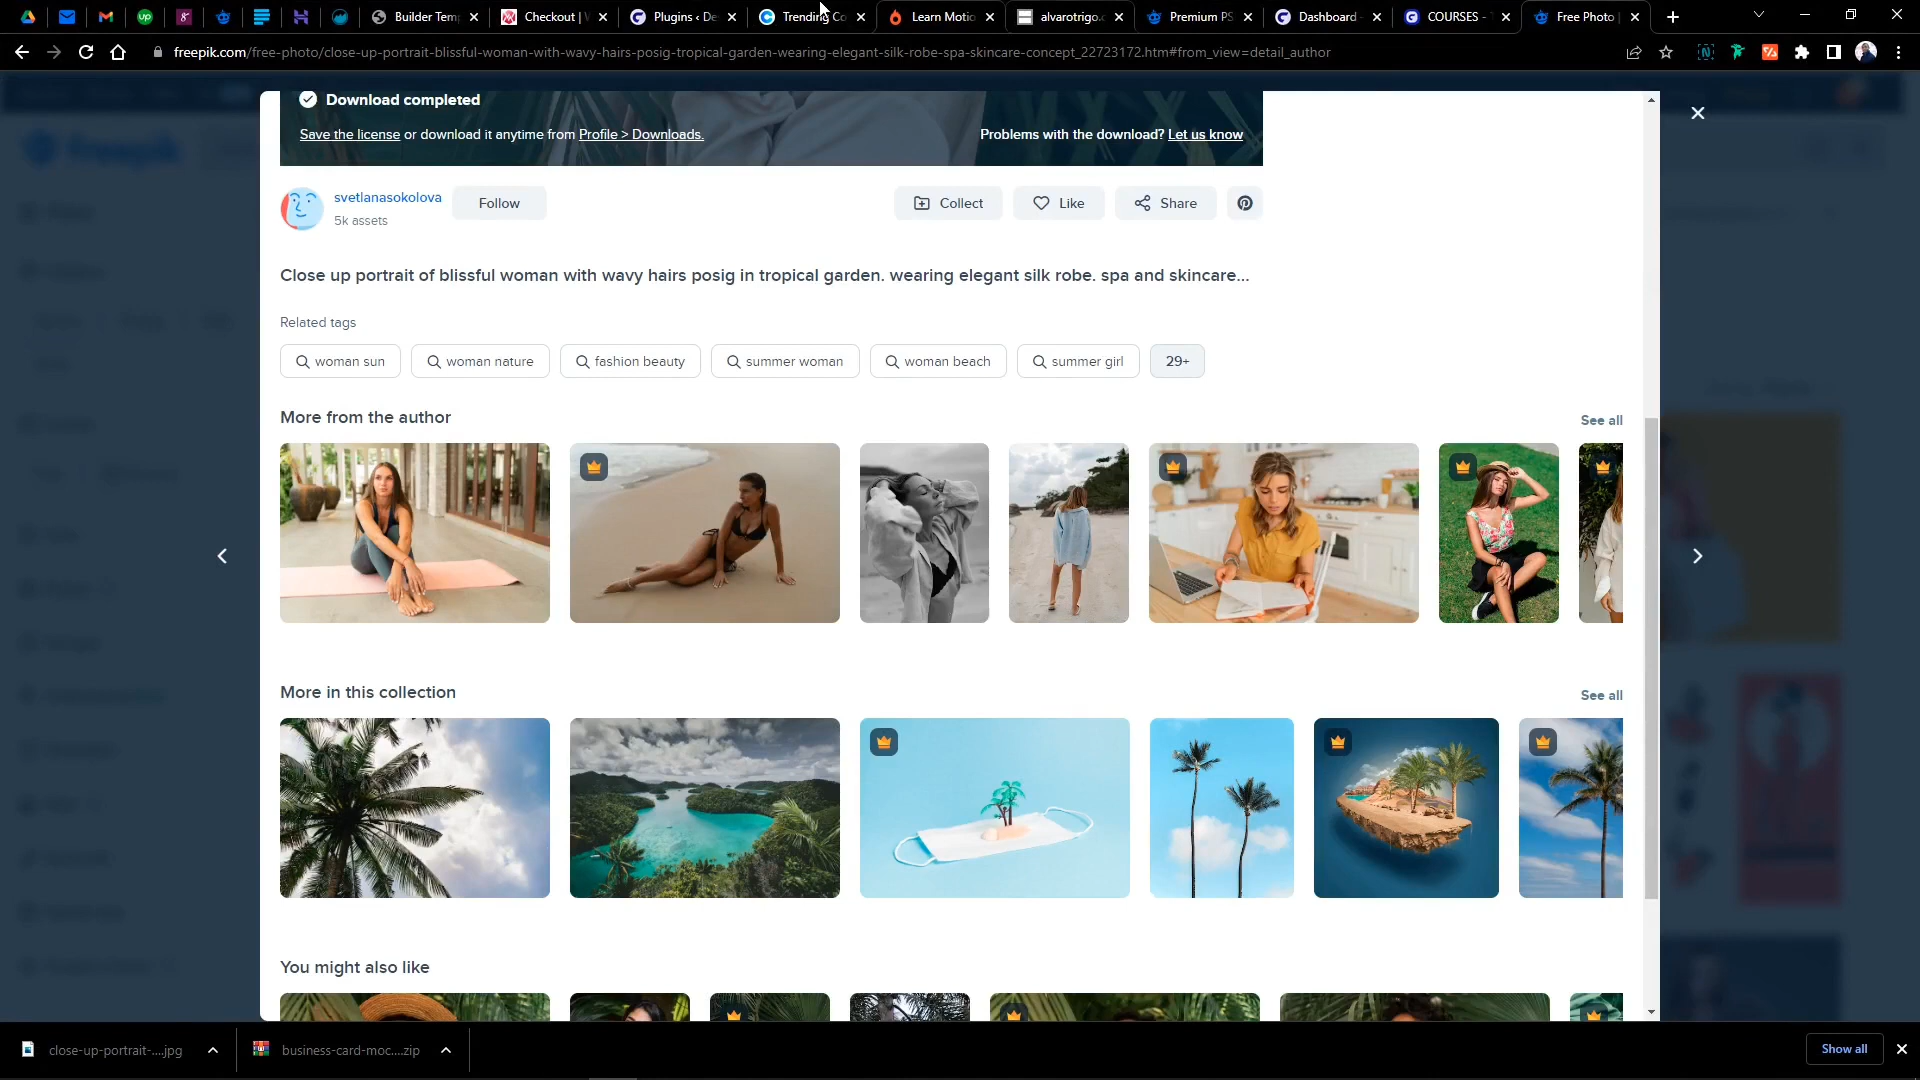 Builder Tem
Checkout |
Plugins ‹ De
Trending Co
Learn Motio
alvarotrigo.c
Premium PS
Dashboard
COURSES -
Free Photo |
freepik.com/free-photo/close-up-portrait-blissful-woman-with-wavy-hairs-posig-tropical-garden-wearing-elegant-silk-robe-spa-skincare-concept_22723172.htm#from_view=detail_author
Download completed
Save the license or download it anytime from Profile > Downloads.
Problems with the download? Let us know
svetlanasokolova
5k assets
Follow
Collect
Like
Share
Close up portrait of blissful woman with wavy hairs posig in tropical garden. wearing elegant silk robe. spa and skincare...
Related tags
woman sun
woman nature
fashion beauty
summer woman
woman beach
summer girl
29+
More from the author
See all
More in this collection
See all
You might also like
close-up-portrait-....jpg
business-card-moc....zip
Show all